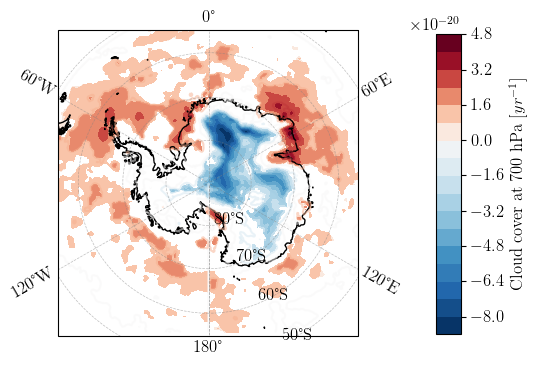 0°
×10⁻²⁰
60°W
60°E
4.8
3.2
1.6
0.0
−1.6
−3.2
−4.8
−6.4
−8.0
Cloud cover at 700 hPa [yr⁻¹]
80°S
70°S
60°S
50°S
120°W
120°E
180°